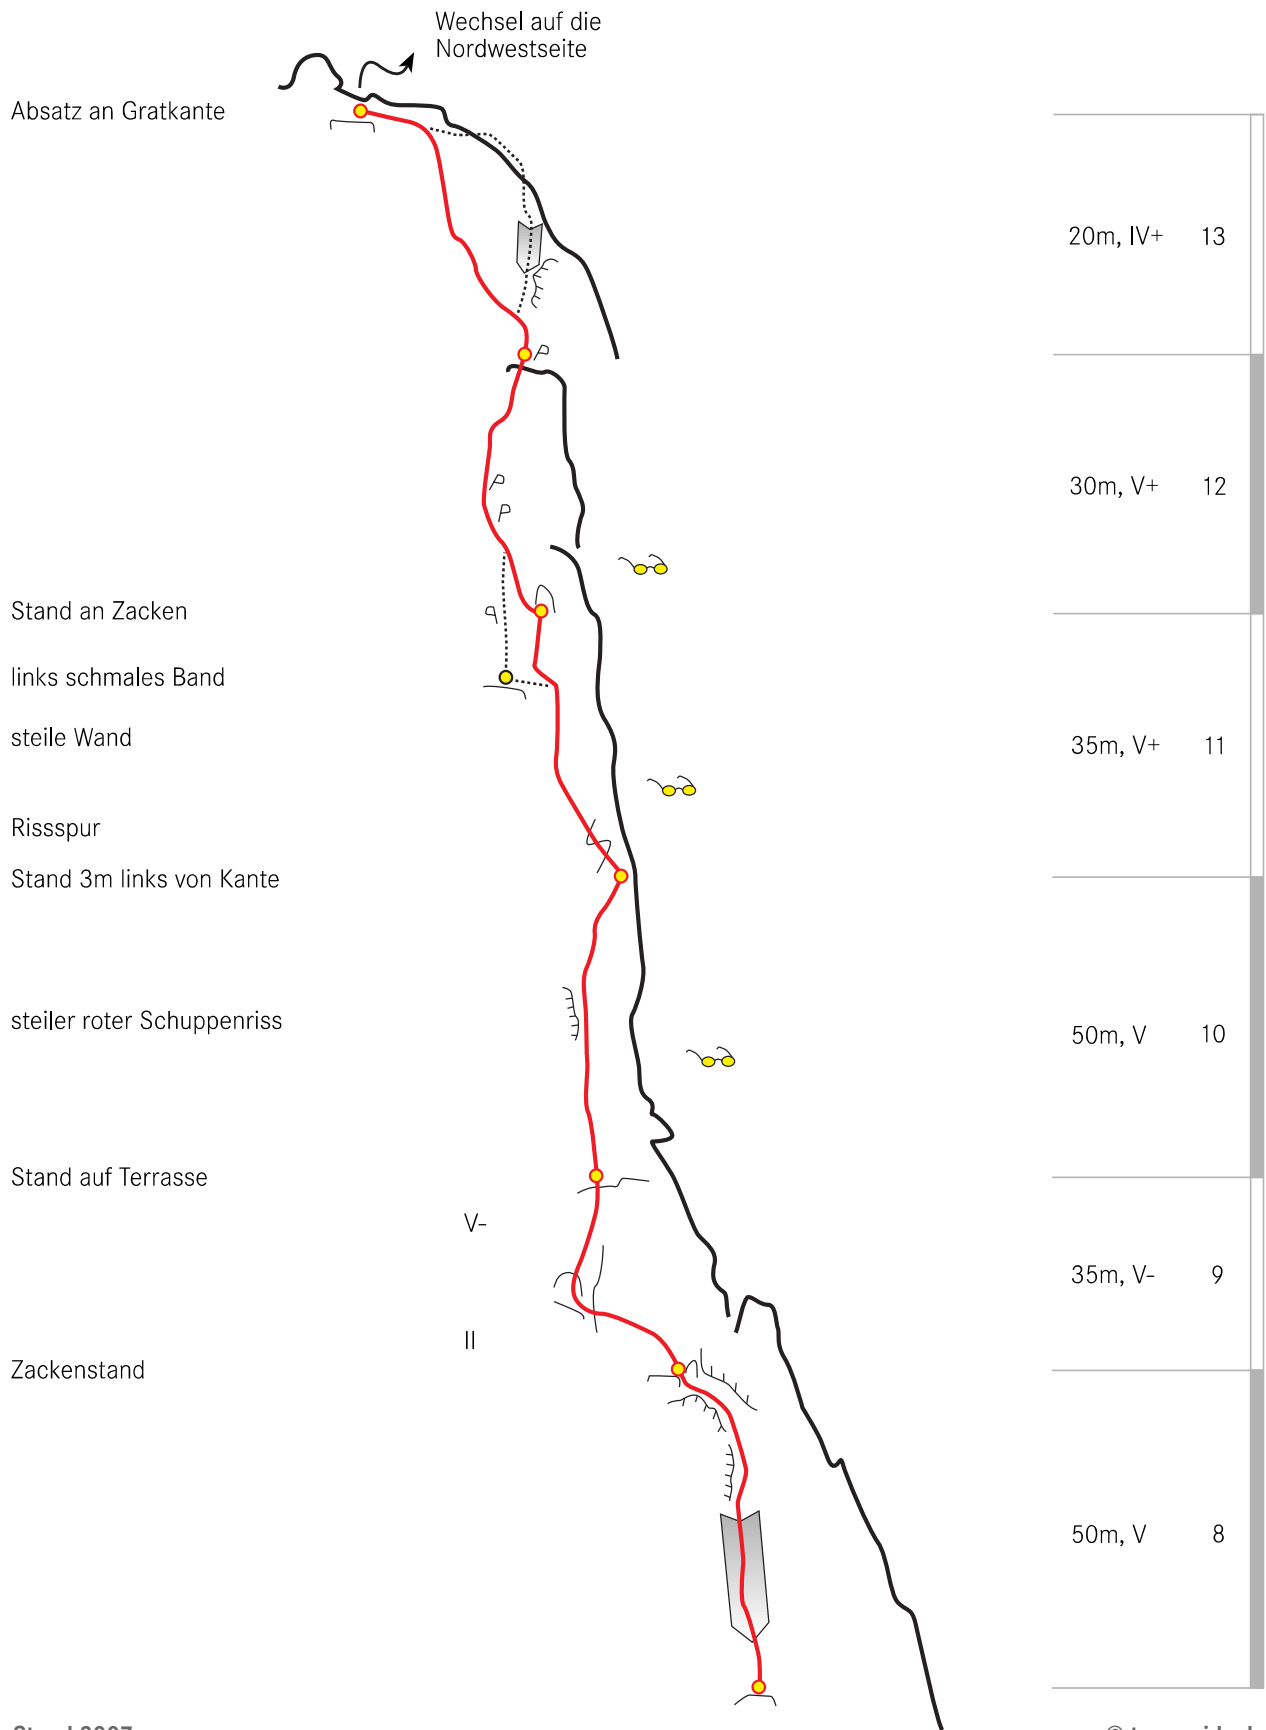 Wechsel auf die
Nordwestseite
Absatz an Gratkante
20m, IV+ 13
30m, V+ 12
Stand an Zacken
links schmales Band
steile Wand
35m, V+ 11
Rissspur
Stand 3m links von Kante
steiler roter Schuppenriss
50m, V 10
Stand auf Terrasse
V-
35m, V- 9
II
Zackenstand
50m, V 8